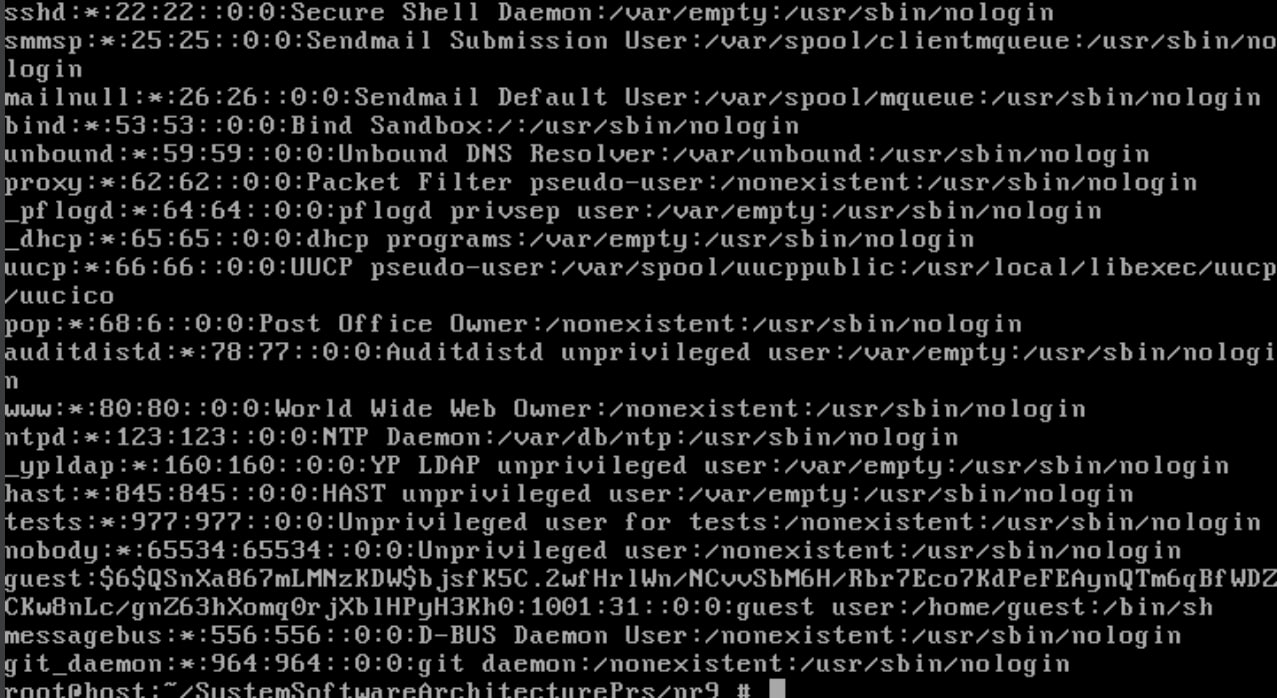 sshd:*:22:22::0:0:Secure Shell Daemon:/var/empty:/usr/sbin/nologin
smmsp:*:25:25::0:0:Sendmail Submission User:/var/spool/clientmqueue:/usr/sbin/no
login
mailnull:*:26:26::0:0:Sendmail Default User:/var/spool/mqueue:/usr/sbin/nologin
bind:*:53:53::0:0:Bind Sandbox:/:/usr/sbin/nologin
unbound:*:59:59::0:0:Unbound DNS Resolver:/var/unbound:/usr/sbin/nologin
proxy:*:62:62::0:0:Packet Filter pseudo-user:/nonexistent:/usr/sbin/nologin
_pflogd:*:64:64::0:0:pflogd privsep user:/var/empty:/usr/sbin/nologin
_dhcp:*:65:65::0:0:dhcp programs:/var/empty:/usr/sbin/nologin
uucp:*:66:66::0:0:UUCP pseudo-user:/var/spool/uucppublic:/usr/local/libexec/uucp
/uucico
pop:*:68:6::0:0:Post Office Owner:/nonexistent:/usr/sbin/nologin
auditdistd:*:78:77::0:0:Auditdistd unprivileged user:/var/empty:/usr/sbin/nologi
n
www:*:80:80::0:0:World Wide Web Owner:/nonexistent:/usr/sbin/nologin
ntpd:*:123:123::0:0:NTP Daemon:/var/db/ntp:/usr/sbin/nologin
_ypldap:*:160:160::0:0:YP LDAP unprivileged user:/var/empty:/usr/sbin/nologin
hast:*:845:845::0:0:HAST unprivileged user:/var/empty:/usr/sbin/nologin
tests:*:977:977::0:0:Unprivileged user for tests:/nonexistent:/usr/sbin/nologin
nobody:*:65534:65534::0:0:Unprivileged user:/nonexistent:/usr/sbin/nologin
guest:$6$QSnXa867mLMNzKDW$bjsfK5C.2wfHrlWn/NCvvSbM6H/Rbr7Eco7KdPeFEAynQTm6qBfWDZ
CKw8nLc/gnZ63hXomq0rjXblHPyH3Kh0:1001:31::0:0:guest user:/home/guest:/bin/sh
messagebus:*:556:556::0:0:D-BUS Daemon User:/nonexistent:/usr/sbin/nologin
git_daemon:*:964:964::0:0:git daemon:/nonexistent:/usr/sbin/nologin
root@host:~/SystemSoftwareArchitecturePrs/nr9 #